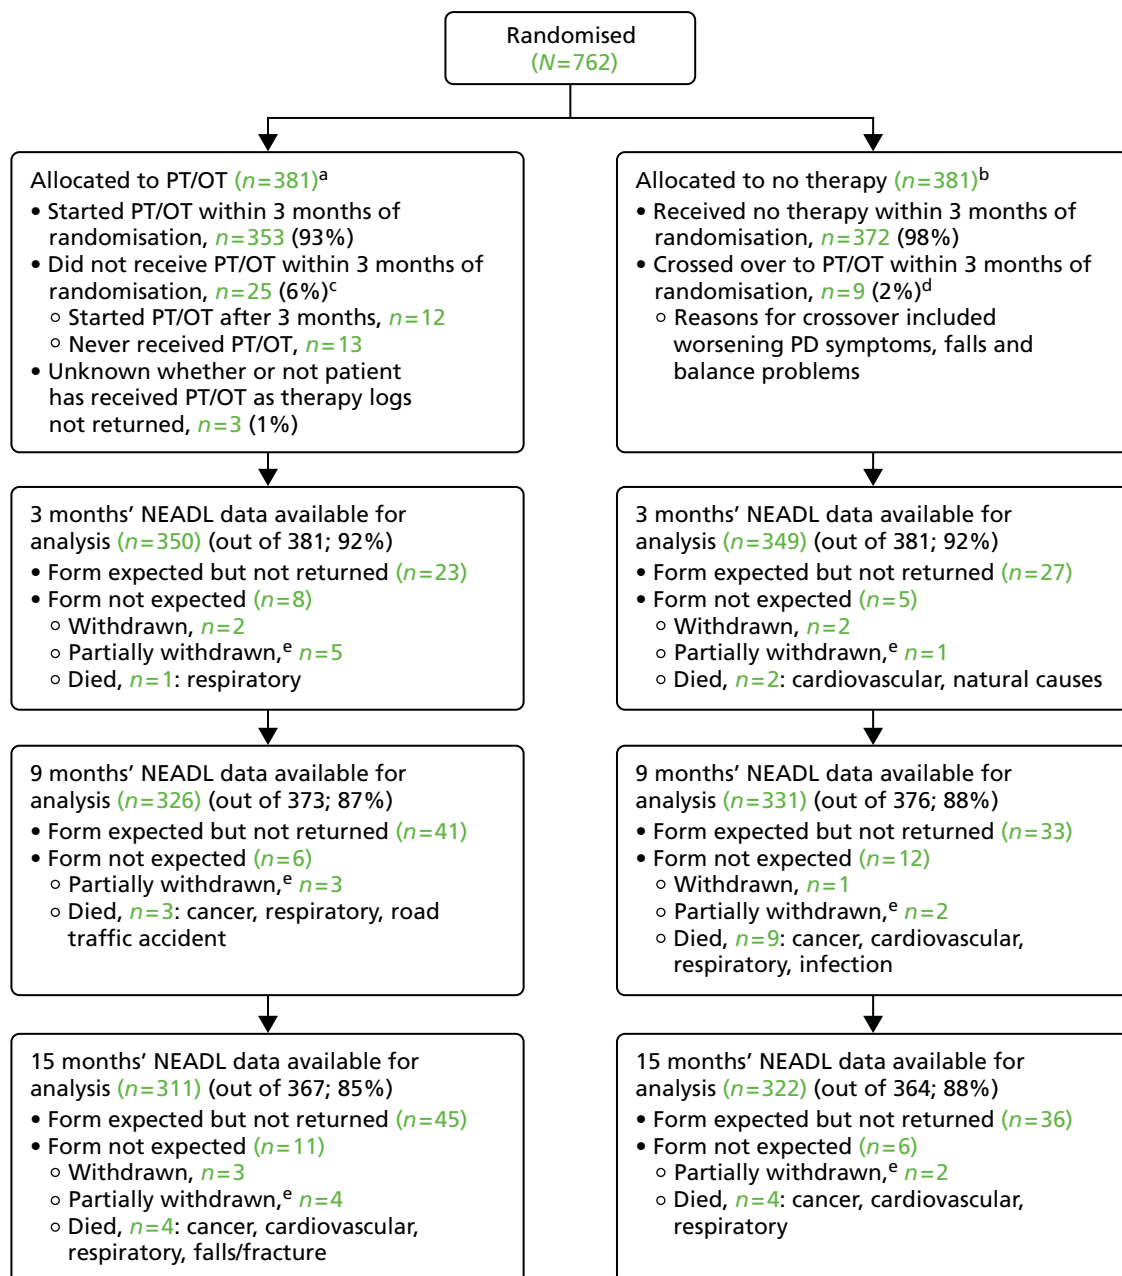 Randomised
(N=762)
Allocated to PT/OT (n=381)a
• Started PT/OT within 3 months of
randomisation, n=353 (93%)
• Did not receive PT/OT within 3 months of
randomisation, n=25 (6%)c
○ Started PT/OT after 3 months, n=12
○ Never received PT/OT, n=13
• Unknown whether or not patient
has received PT/OT as therapy logs
not returned, n=3 (1%)
Allocated to no therapy (n=381)b
• Received no therapy within 3 months of
randomisation, n=372 (98%)
• Crossed over to PT/OT within 3 months of
randomisation, n=9 (2%)d
○ Reasons for crossover included
worsening PD symptoms, falls and
balance problems
3 months’ NEADL data available for
analysis (n=350) (out of 381; 92%)
• Form expected but not returned (n=23)
• Form not expected (n=8)
○ Withdrawn, n=2
○ Partially withdrawn,e n=5
○ Died, n=1: respiratory
3 months’ NEADL data available for
analysis (n=349) (out of 381; 92%)
• Form expected but not returned (n=27)
• Form not expected (n=5)
○ Withdrawn, n=2
○ Partially withdrawn,e n=1
○ Died, n=2: cardiovascular, natural causes
9 months’ NEADL data available for
analysis (n=326) (out of 373; 87%)
• Form expected but not returned (n=41)
• Form not expected (n=6)
○ Partially withdrawn,e n=3
○ Died, n=3: cancer, respiratory, road
traffic accident
9 months’ NEADL data available for
analysis (n=331) (out of 376; 88%)
• Form expected but not returned (n=33)
• Form not expected (n=12)
○ Withdrawn, n=1
○ Partially withdrawn,e n=2
○ Died, n=9: cancer, cardiovascular,
respiratory, infection
15 months’ NEADL data available for
analysis (n=311) (out of 367; 85%)
• Form expected but not returned (n=45)
• Form not expected (n=11)
○ Withdrawn, n=3
○ Partially withdrawn,e n=4
○ Died, n=4: cancer, cardiovascular,
respiratory, falls/fracture
15 months’ NEADL data available for
analysis (n=322) (out of 364; 88%)
• Form expected but not returned (n=36)
• Form not expected (n=6)
○ Partially withdrawn,e n=2
○ Died, n=4: cancer, cardiovascular,
respiratory